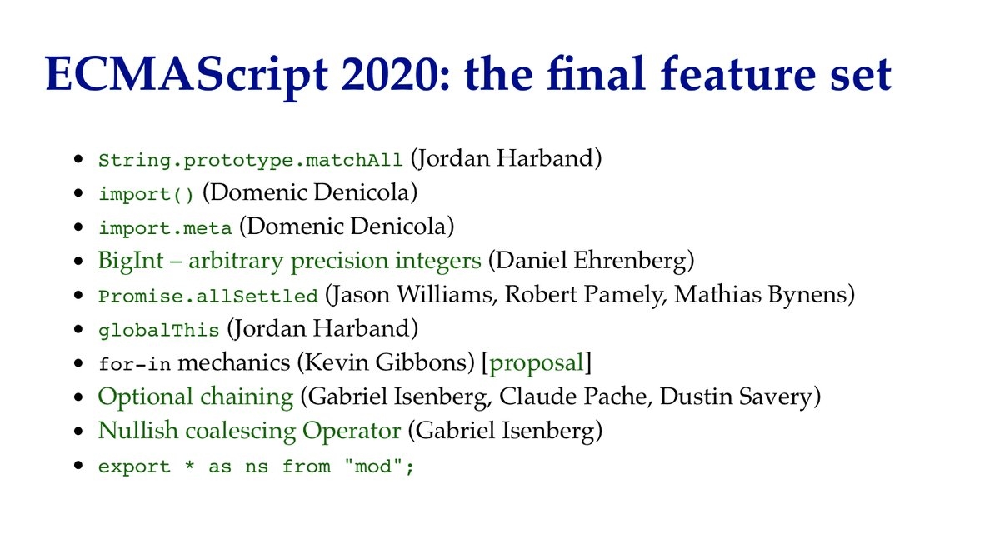 ECMAScript 2020: the final feature set
• String.prototype.matchAll (Jordan Harband)
• import() (Domenic Denicola)
• import.meta (Domenic Denicola)
• BigInt – arbitrary precision integers (Daniel Ehrenberg)
• Promise.allSettled (Jason Williams, Robert Pamely, Mathias Bynens)
• globalThis (Jordan Harband)
• for-in mechanics (Kevin Gibbons) [proposal]
• Optional chaining (Gabriel Isenberg, Claude Pache, Dustin Savery)
• Nullish coalescing Operator (Gabriel Isenberg)
• export * as ns from "mod";